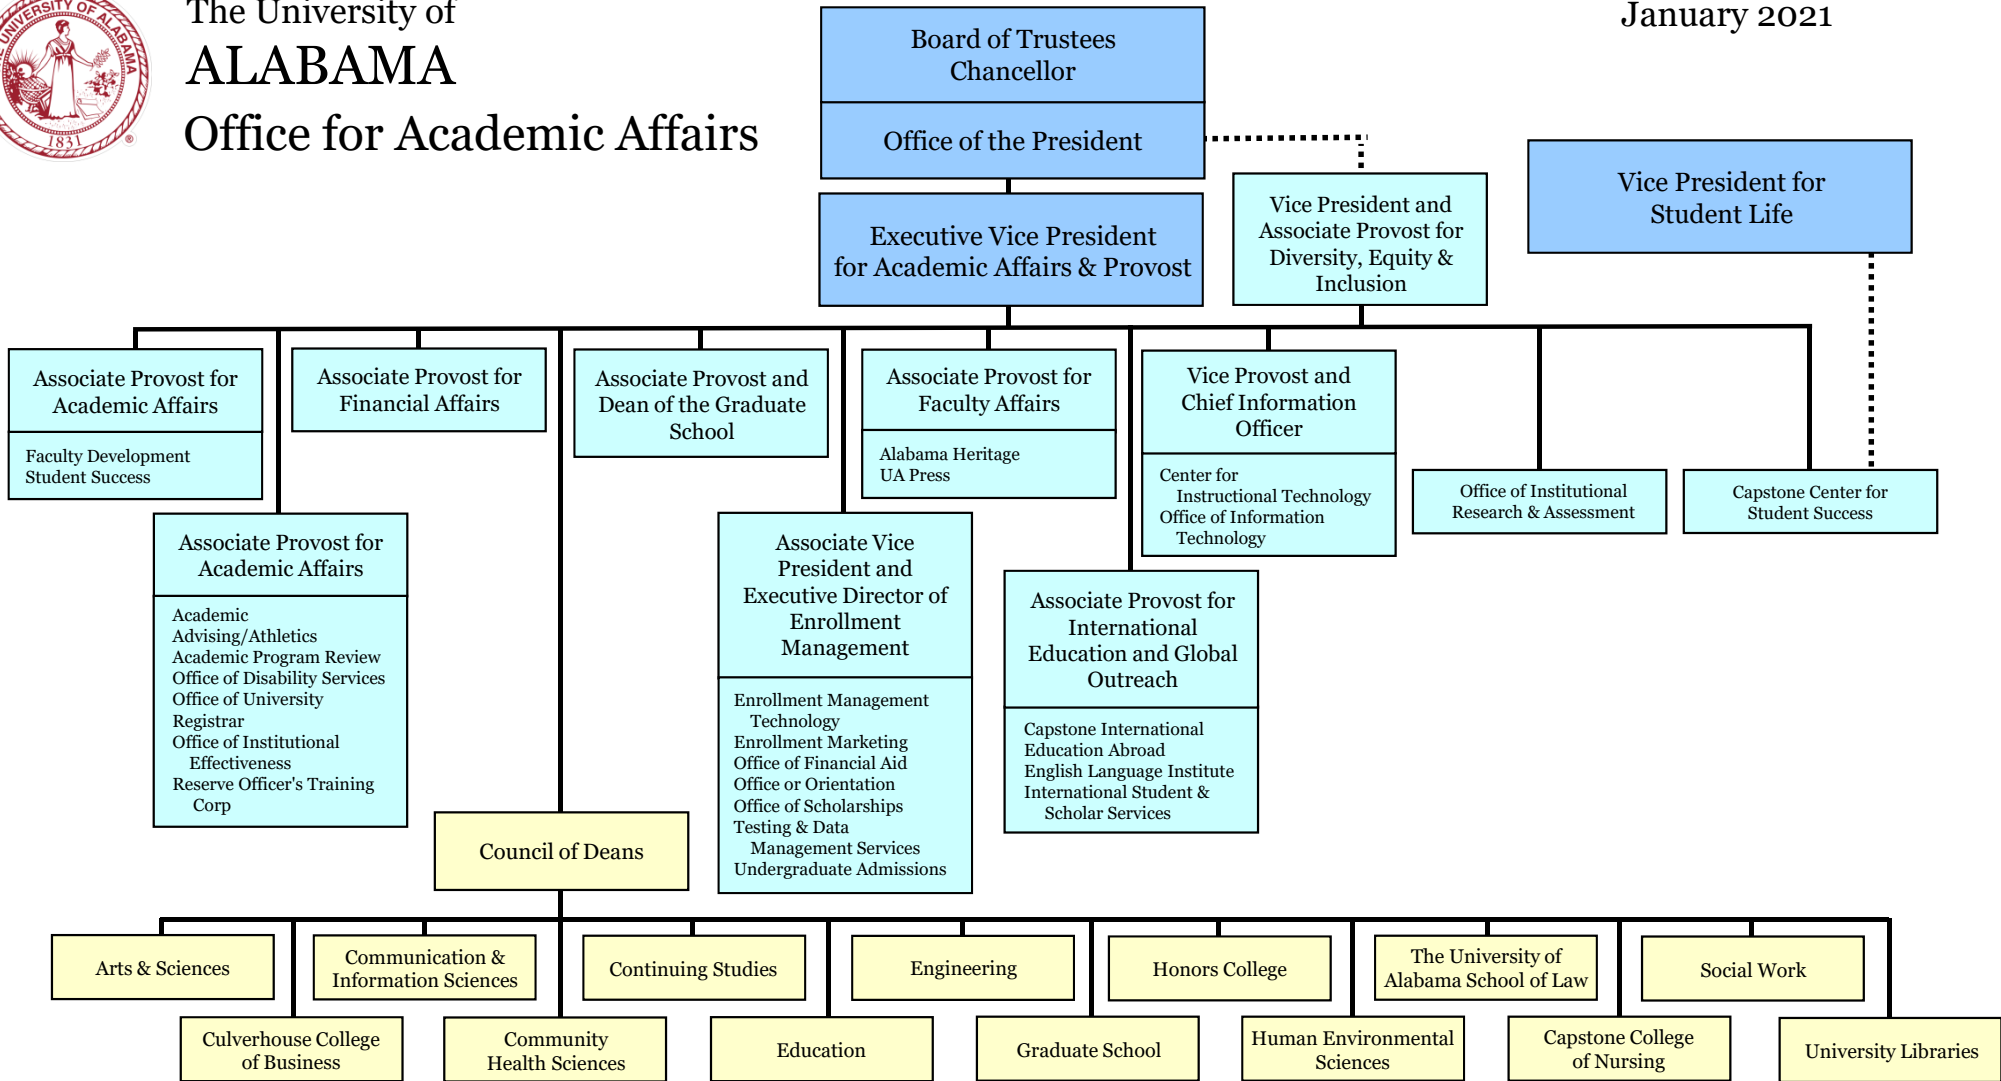 THE UNIVERSITY OF ALABAMA
1831
®
The University of
ALABAMA
Office for Academic Affairs
January 2021
Board of Trustees
Chancellor
Office of the President
Executive Vice President
for Academic Affairs & Provost
Vice President and
Associate Provost for
Diversity, Equity &
Inclusion
Vice President for
Student Life
Associate Provost for
Academic Affairs
Faculty Development
Student Success
Associate Provost for
Financial Affairs
Associate Provost and
Dean of the Graduate
School
Associate Provost for
Faculty Affairs
Alabama Heritage
UA Press
Vice Provost and
Chief Information
Officer
Center for
Instructional Technology
Office of Information
Technology
Office of Institutional
Research & Assessment
Capstone Center for
Student Success
Associate Provost for
Academic Affairs
Academic
Advising/Athletics
Academic Program Review
Office of Disability Services
Office of University
Registrar
Office of Institutional
Effectiveness
Reserve Officer's Training
Corp
Associate Vice
President and
Executive Director of
Enrollment
Management
Enrollment Management
Technology
Enrollment Marketing
Office of Financial Aid
Office or Orientation
Office of Scholarships
Testing & Data
Management Services
Undergraduate Admissions
Associate Provost for
International
Education and Global
Outreach
Capstone International
Education Abroad
English Language Institute
International Student &
Scholar Services
Council of Deans
Arts & Sciences
Communication &
Information Sciences
Continuing Studies
Engineering
Honors College
The University of
Alabama School of Law
Social Work
Culverhouse College
of Business
Community
Health Sciences
Education
Graduate School
Human Environmental
Sciences
Capstone College
of Nursing
University Libraries